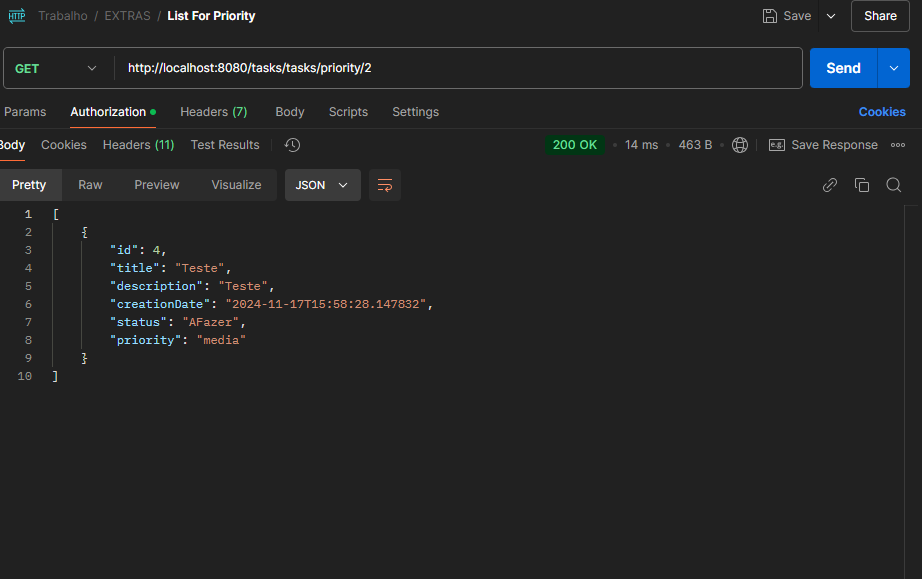 HTTP Trabalho / EXTRAS / List For Priority Save Share
GET http://localhost:8080/tasks/tasks/priority/2 Send
Params Authorization Headers (7) Body Scripts Settings Cookies
Body Cookies Headers (11) Test Results 200 OK 14 ms 463 B e.g. Save Response
Pretty Raw Preview Visualize JSON
1 [
2 {
3 "id": 4,
4 "title": "Teste",
5 "description": "Teste",
6 "creationDate": "2024-11-17T15:58:28.147832",
7 "status": "AFazer",
8 "priority": "media"
9 }
10 ]